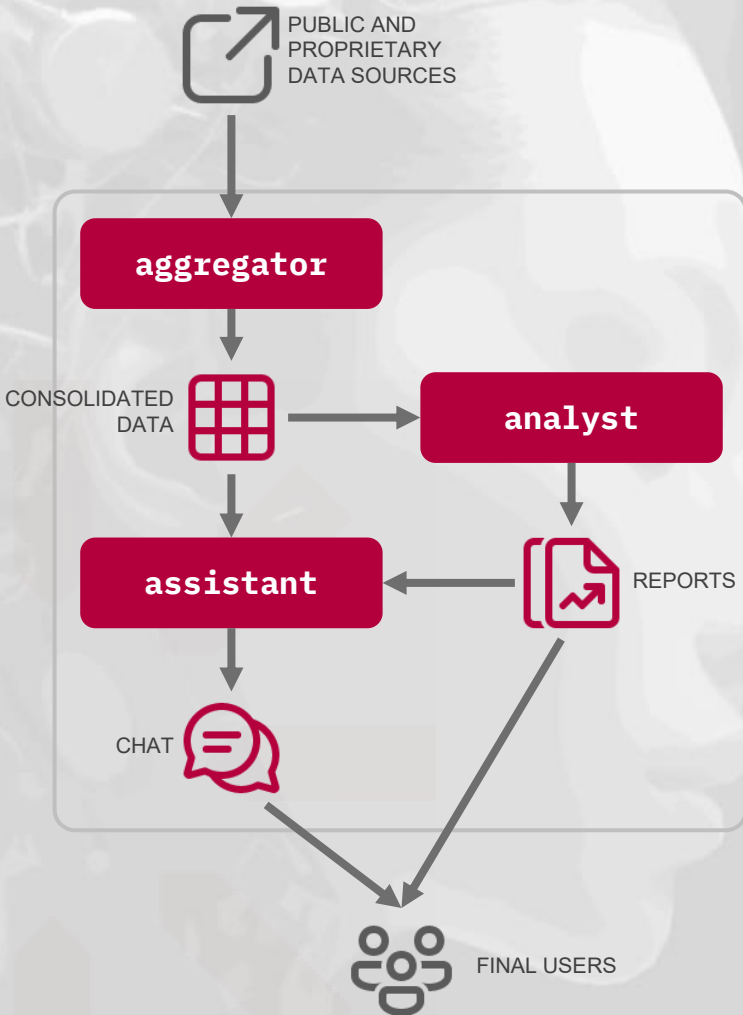 PUBLIC AND
PROPRIETARY
DATA SOURCES
aggregator
CONSOLIDATED
DATA
analyst
assistant
REPORTS
CHAT
FINAL USERS